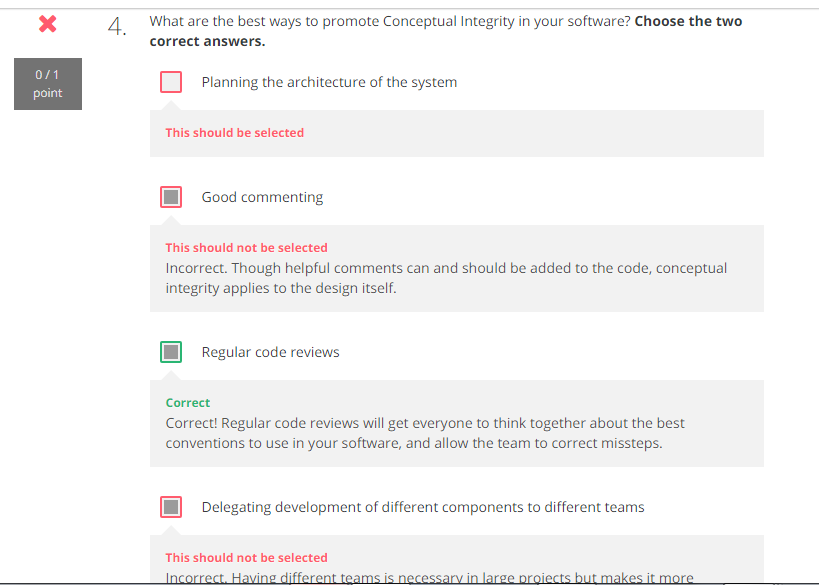 4. What are the best ways to promote Conceptual Integrity in your software? Choose the two
correct answers.
0 / 1
point
Planning the architecture of the system
This should be selected
Good commenting
This should not be selected
Incorrect. Though helpful comments can and should be added to the code, conceptual
integrity applies to the design itself.
Regular code reviews
Correct
Correct! Regular code reviews will get everyone to think together about the best
conventions to use in your software, and allow the team to correct missteps.
Delegating development of different components to different teams
This should not be selected
Incorrect. Having different teams is necessary in large projects but makes it more